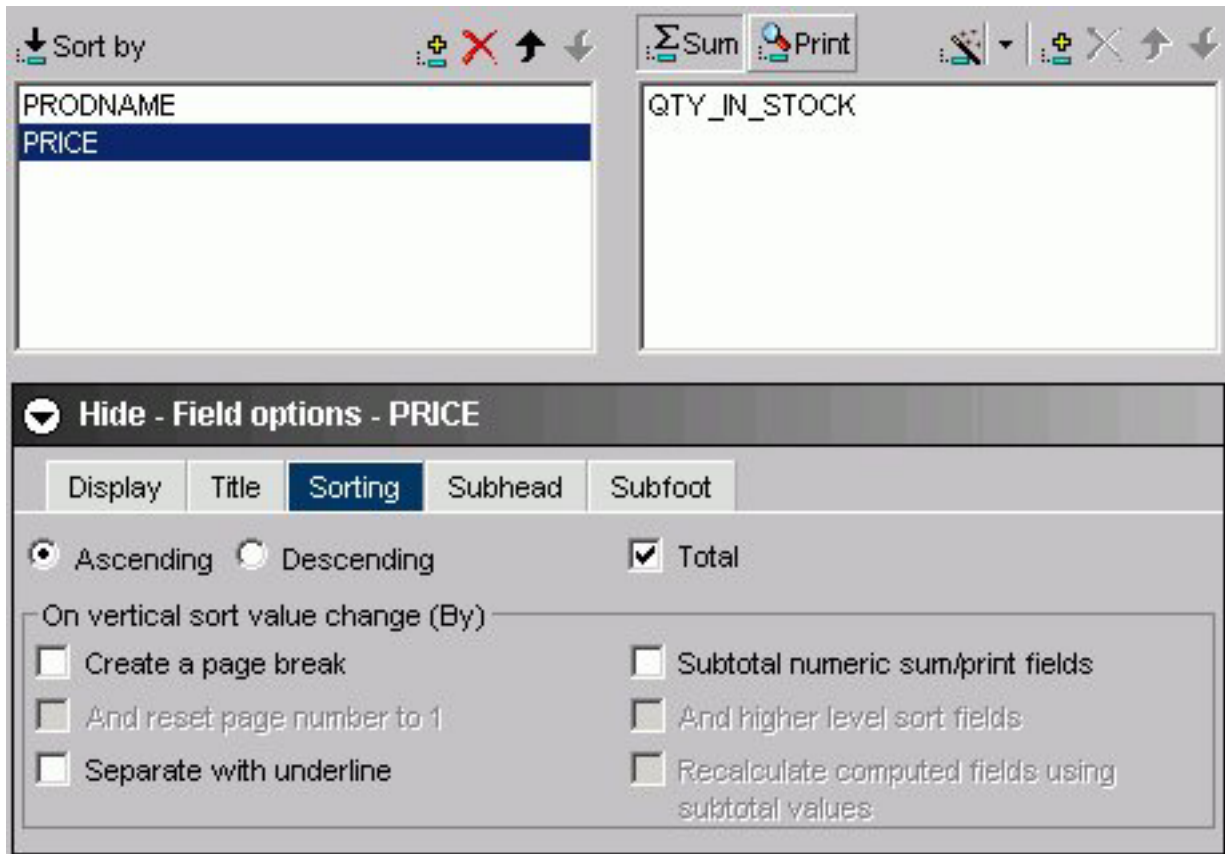 Sort by
Sum Print
PRODNAME
PRICE
QTY_IN_STOCK
Hide - Field options - PRICE
Display Title Sorting Subhead Subfoot
Ascending Descending Total
On vertical sort value change (By)
Create a page break
Subtotal numeric sum/print fields
And reset page number to 1
And higher level sort fields
Separate with underline
Recalculate computed fields using
subtotal values